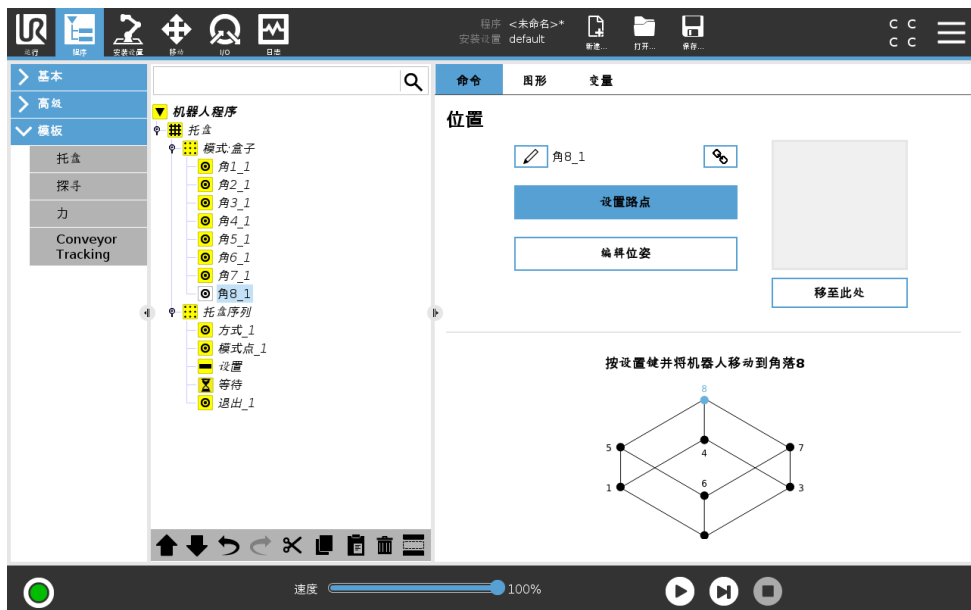 程序 <未命名>*
安装设置 default
运行
程序
安装设置
移动
I/O
日志
新建...
打开...
保存...
C C
C C
基本
高级
模板
托盒
探寻
力
Conveyor
Tracking
机器人程序
托盒
模式:盒子
角1_1
角2_1
角3_1
角4_1
角5_1
角6_1
角7_1
角8_1
托盒序列
方式_1
模式点_1
设置
等待
退出_1
命令
图形
变量
位置
角8_1
设置路点
编辑位姿
移至此处
按设置键并将机器人移动到角落8
8
5
7
4
1
6
3
速度
100%